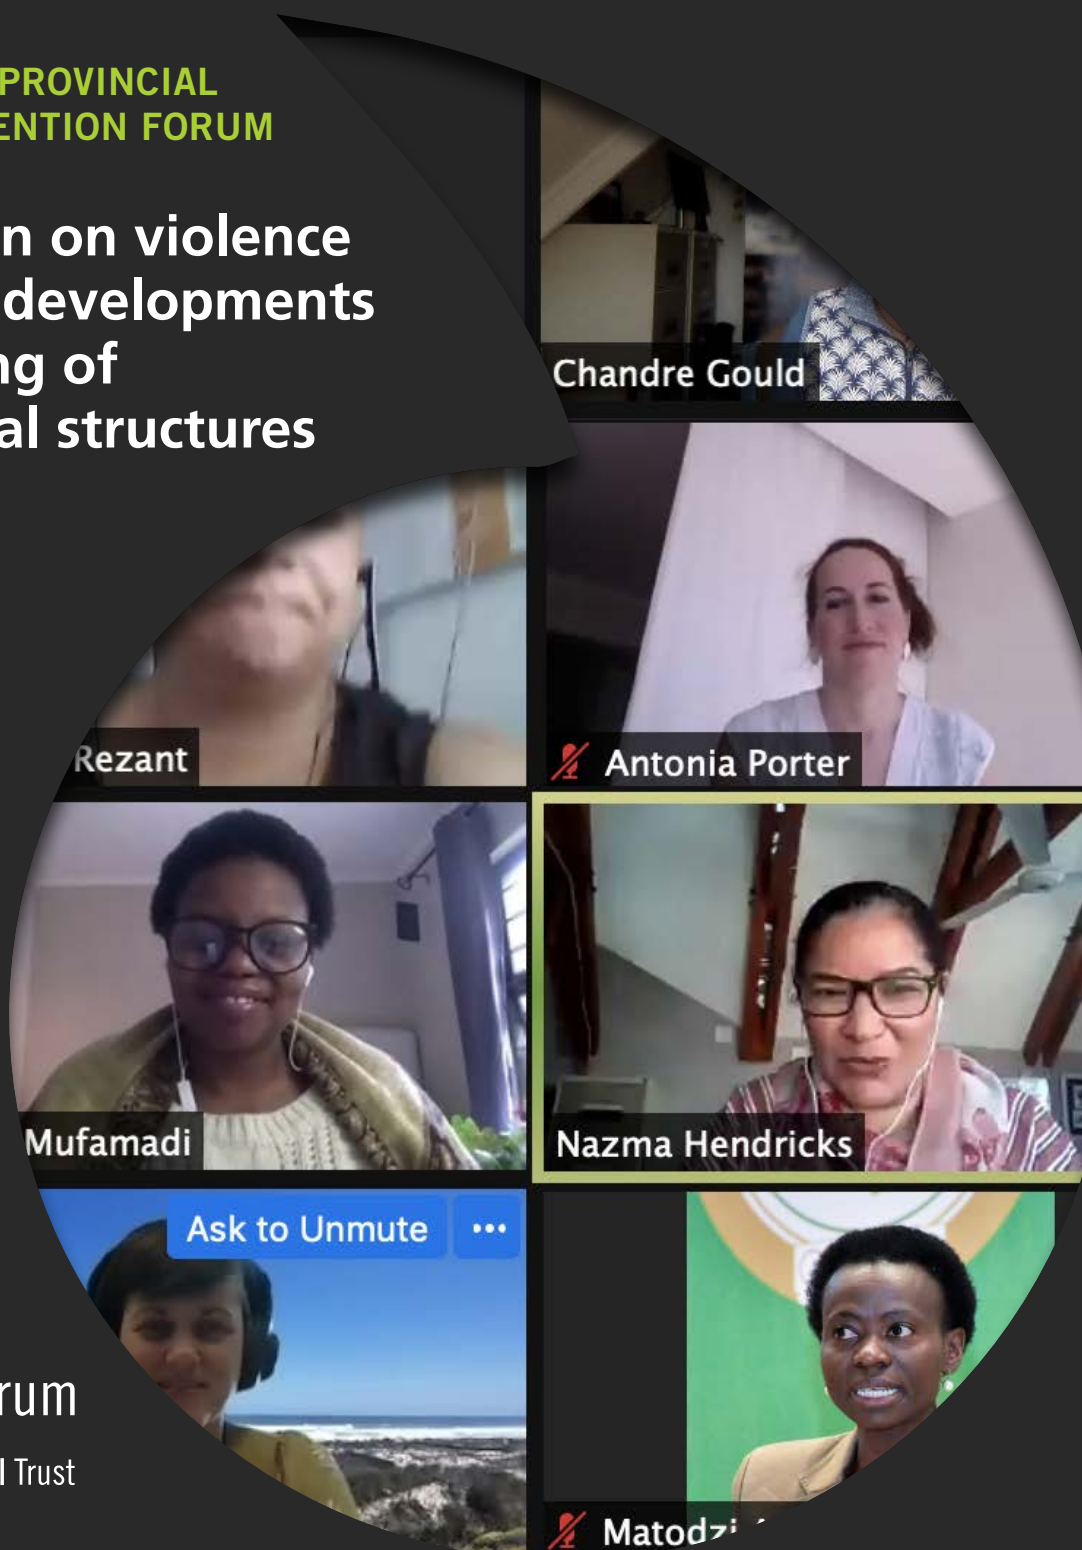 PROVINCIAL
ENTION FORUM
n on violence
developments
ng of
al structures
Chandre Gould
Rezant
Antonia Porter
Mufamadi
Nazma Hendricks
Ask to Unmute
Matodzi
rum
l Trust